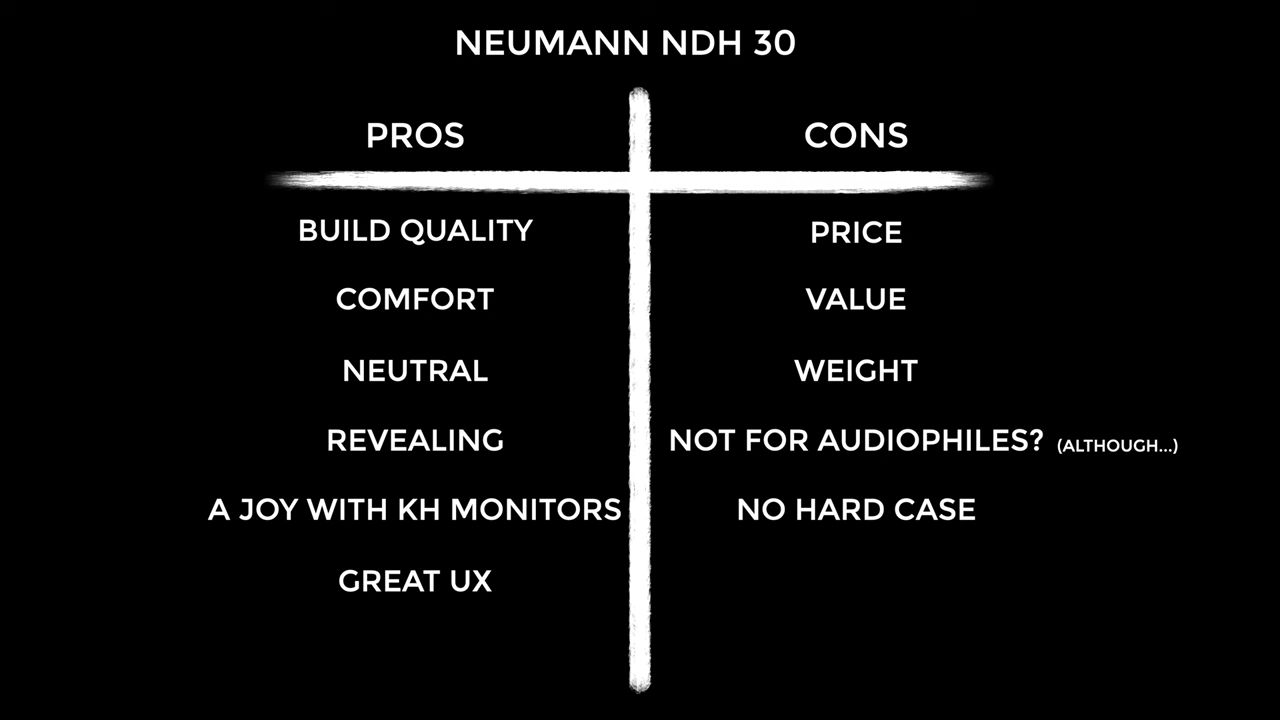 NEUMANN NDH 30
PROS
CONS
BUILD QUALITY
PRICE
COMFORT
VALUE
NEUTRAL
WEIGHT
REVEALING
NOT FOR AUDIOPHILES? (ALTHOUGH...)
A JOY WITH KH MONITORS
NO HARD CASE
GREAT UX